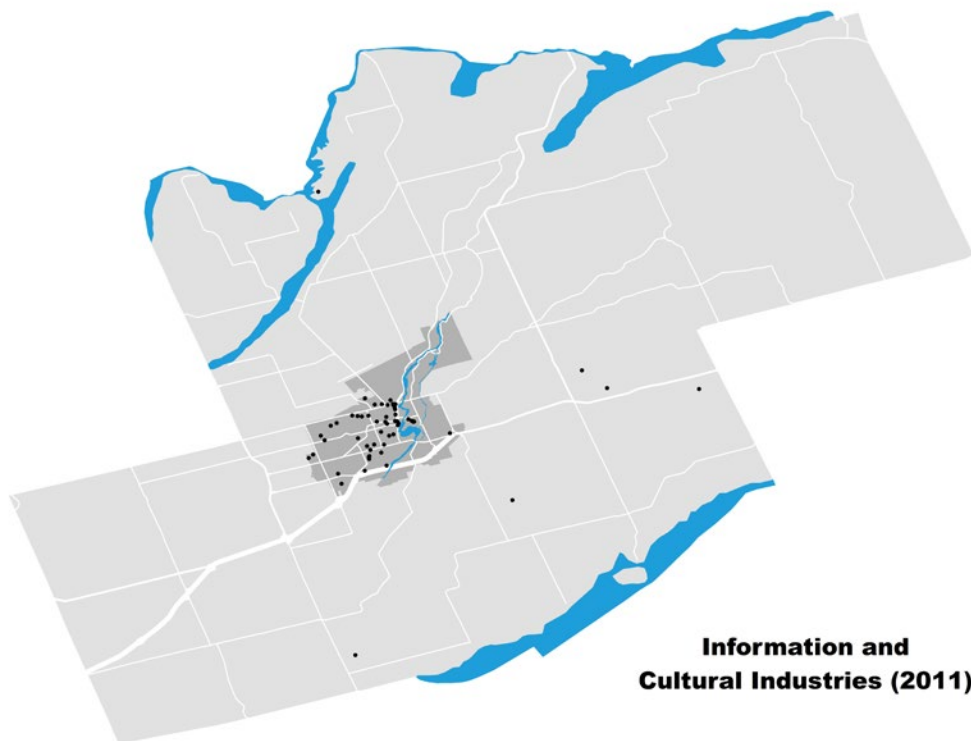 Information and
Cultural Industries (2011)